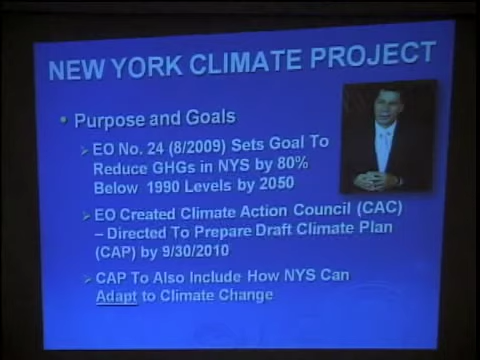 NEW YORK CLIMATE PROJECT
• Purpose and Goals
➢ EO No. 24 (8/2009) Sets Goal To
Reduce GHGs in NYS by 80%
Below 1990 Levels by 2050
➢ EO Created Climate Action Council (CAC)
– Directed To Prepare Draft Climate Plan
(CAP) by 9/30/2010
➢ CAP To Also Include How NYS Can
Adapt to Climate Change